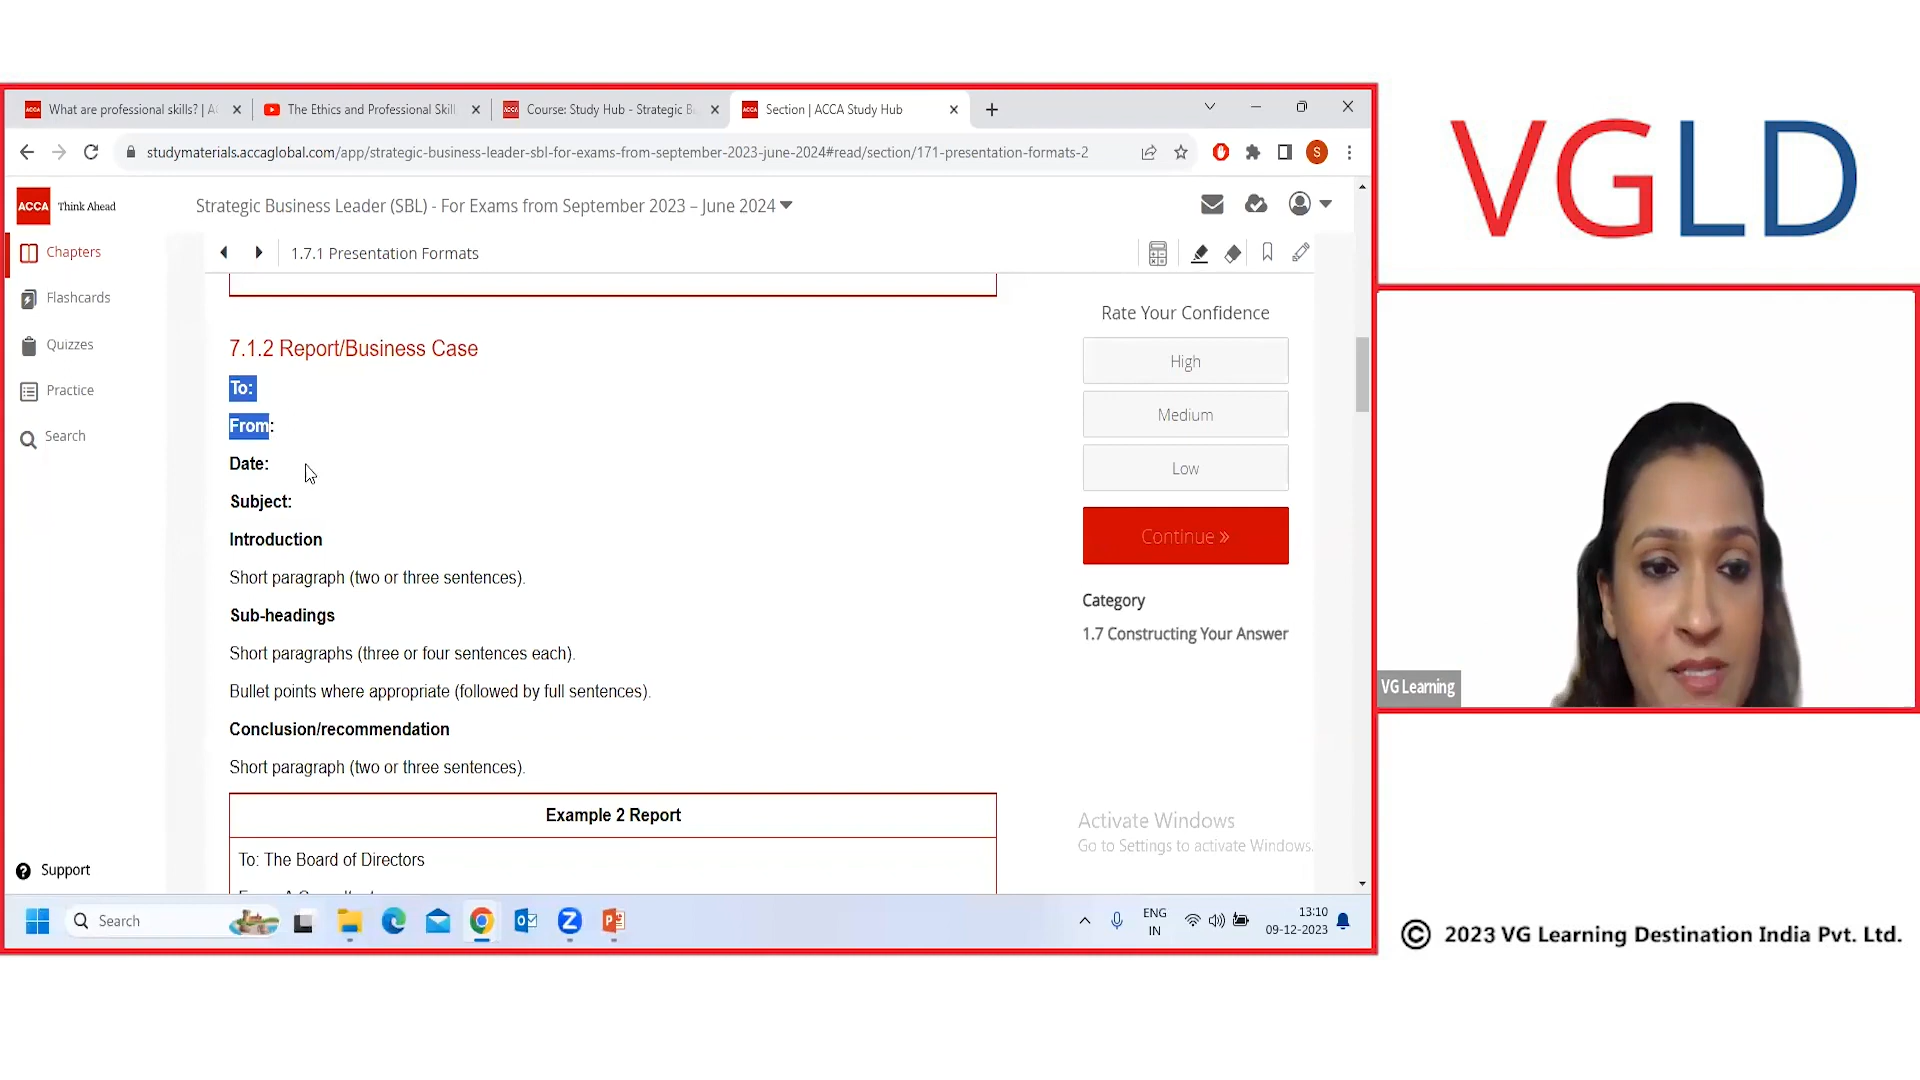 What are professional skills? | A
The Ethics and Professional Skil
Course: Study Hub - Strategic B
Section | ACCA Study Hub
studymaterials.accaglobal.com/app/strategic-business-leader-sbl-for-exams-from-september-2023-june-2024#read/section/171-presentation-formats-2
S
ACCA Think Ahead
Strategic Business Leader (SBL) - For Exams from September 2023 – June 2024
Chapters
Flashcards
Quizzes
Practice
Search
Support
1.7.1 Presentation Formats
7.1.2 Report/Business Case
To:
From:
Date:
Subject:
Introduction
Short paragraph (two or three sentences).
Sub-headings
Short paragraphs (three or four sentences each).
Bullet points where appropriate (followed by full sentences).
Conclusion/recommendation
Short paragraph (two or three sentences).
Example 2 Report
To: The Board of Directors
Rate Your Confidence
High
Medium
Low
Continue »
Category
1.7 Constructing Your Answer
Activate Windows
Go to Settings to activate Windows.
Search
ENG
IN
13:10
09-12-2023
VGLD
VG Learning
© 2023 VG Learning Destination India Pvt. Ltd.